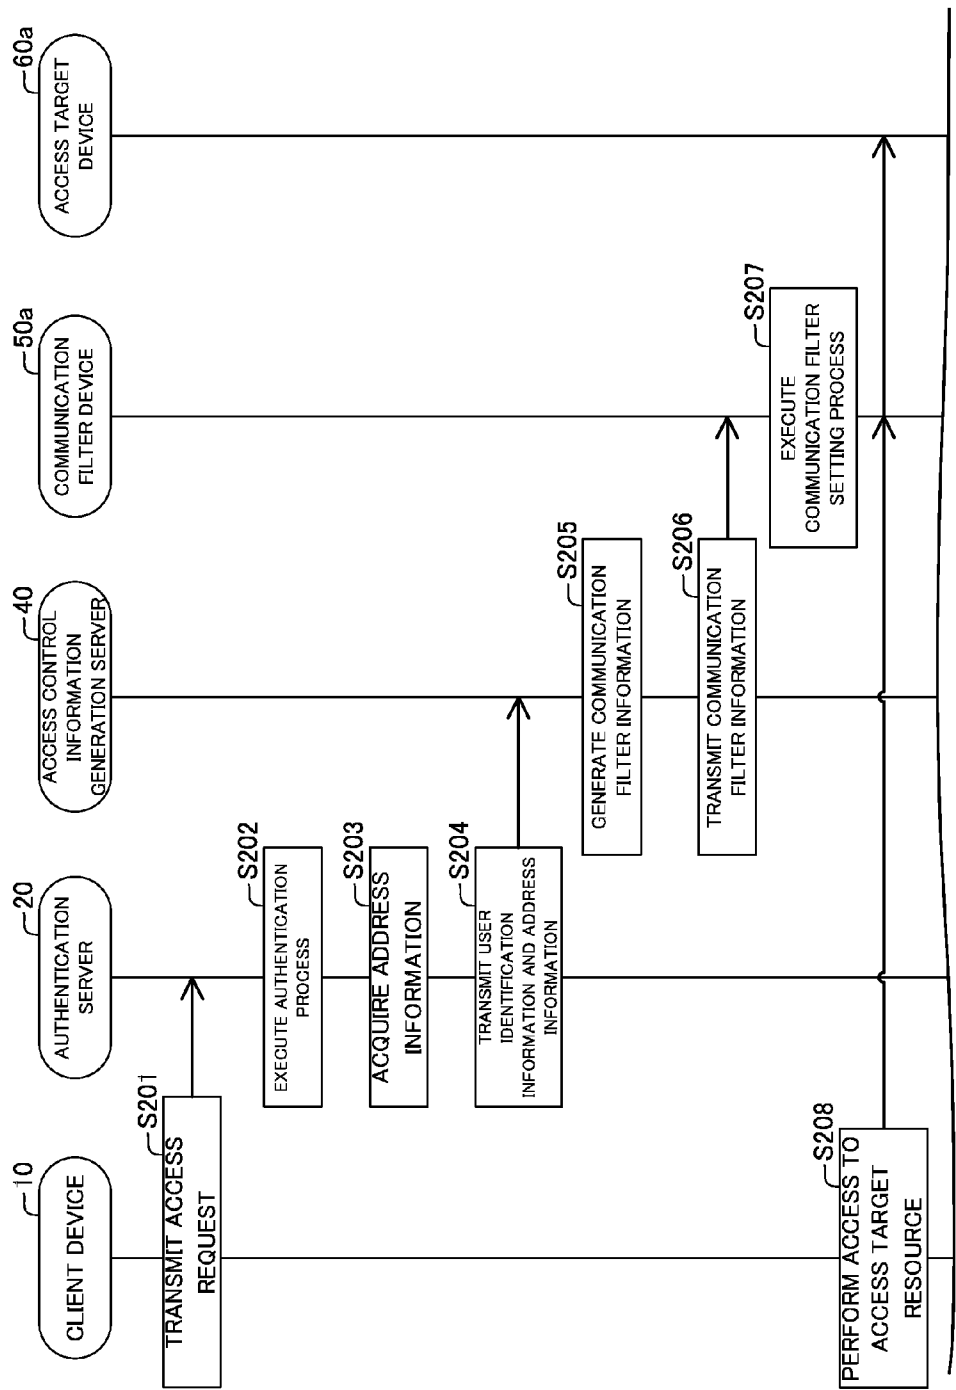 10
CLIENT DEVICE
20
AUTHENTICATION
SERVER
40
ACCESS CONTROL
INFORMATION
GENERATION SERVER
50a
COMMUNICATION
FILTER DEVICE
60a
ACCESS TARGET
DEVICE
S201
TRANSMIT ACCESS
REQUEST
S202
EXECUTE AUTHENTICATION
PROCESS
S203
ACQUIRE ADDRESS
INFORMATION
S204
TRANSMIT USER
IDENTIFICATION
INFORMATION AND ADDRESS
INFORMATION
S205
GENERATE COMMUNICATION
FILTER INFORMATION
S206
TRANSMIT COMMUNICATION
FILTER INFORMATION
S207
EXECUTE
COMMUNICATION FILTER
SETTING PROCESS
S208
PERFORM ACCESS TO
ACCESS TARGET
RESOURCE